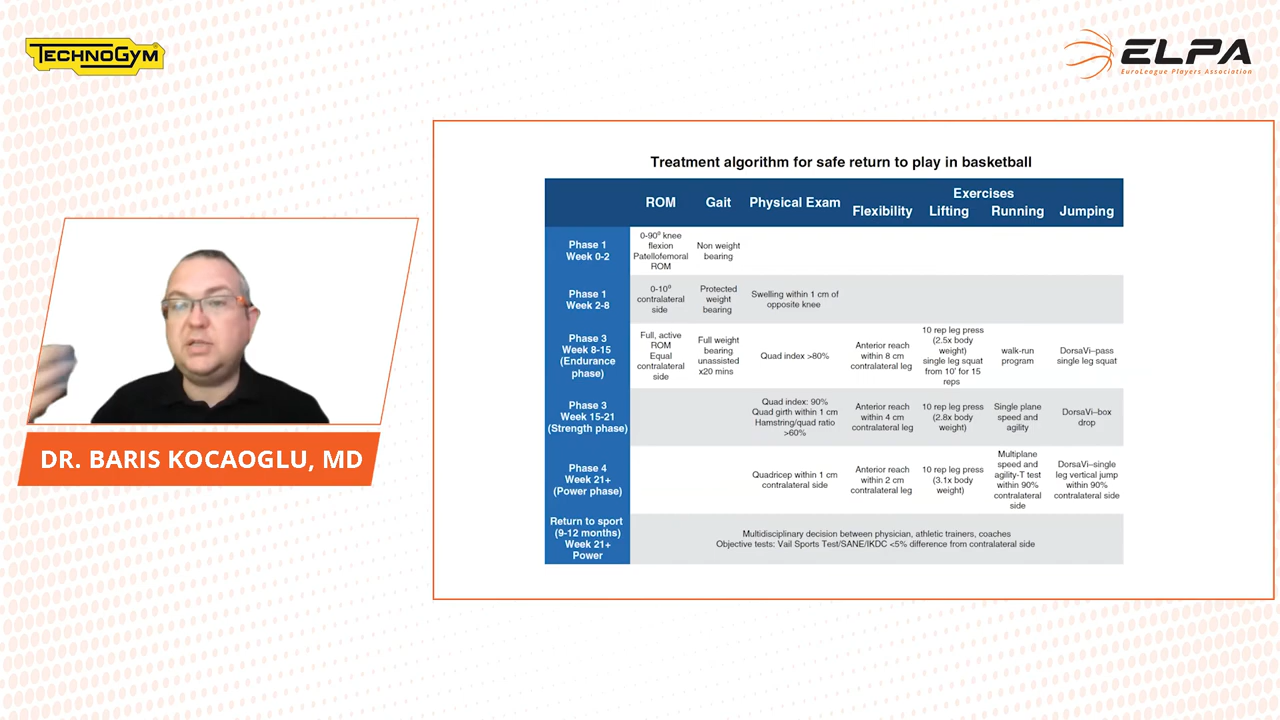 TECHNOGYM
ELPA
EuroLeague Players Association
Treatment algorithm for safe return to play in basketball
ROM
Gait
Physical Exam
Exercises
Flexibility
Lifting
Running
Jumping
Phase 1
Week 0-2
0-90⁰ knee
flexion
Patellofemoral
ROM
Non weight
bearing
Phase 1
Week 2-8
0-10⁰
contralateral
side
Protected
weight
bearing
Swelling within 1 cm of
opposite knee
Phase 3
Week 8-15
(Endurance
phase)
Full, active
ROM
Equal
contralateral
side
Full weight
bearing
unassisted
x20 mins
Quad index >80%
Anterior reach
within 8 cm
contralateral leg
10 rep leg press
(2.5x body
weight)
single leg squat
from 10' for 15
reps
walk-run
program
DorsaVi–pass
single leg squat
Phase 3
Week 15-21
(Strength phase)
Quad index: 90%
Quad girth within 1 cm
Hamstring/quad ratio
>60%
Anterior reach
within 4 cm
contralateral leg
10 rep leg press
(2.8x body
weight)
Single plane
speed and
agility
DorsaVi–box
drop
Phase 4
Week 21+
(Power phase)
Quadricep within 1 cm
contralateral side
Anterior reach
within 2 cm
contralateral leg
10 rep leg press
(3.1x body
weight)
Multiplane
speed and
agility-T test
within 90%
contralateral
side
DorsaVi–single
leg vertical jump
within 90%
contralateral side
Return to sport
(9-12 months)
Week 21+
Power
Multidisciplinary decision between physician, athletic trainers, coaches
Objective tests: Vail Sports Test/SANE/IKDC <5% difference from contralateral side
DR. BARIS KOCAOGLU, MD